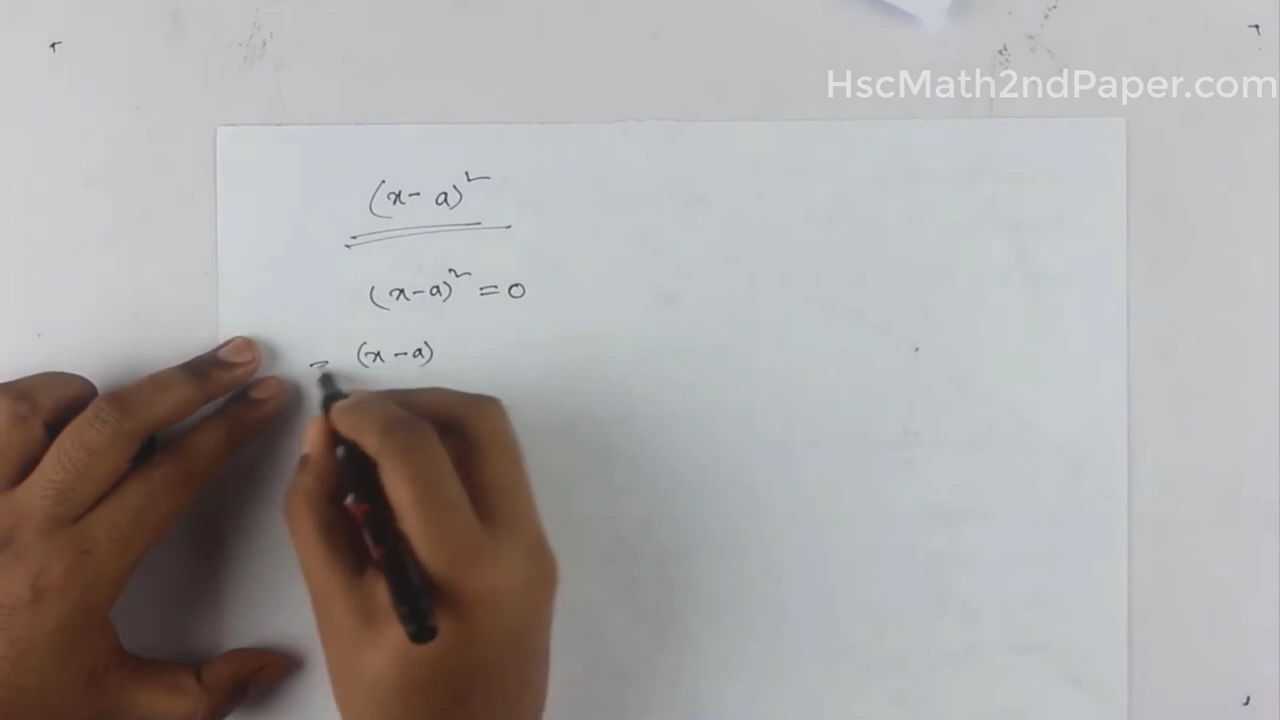 HscMath2ndPaper.com
(x - a)²
(x - a)² = 0
= (x - a)